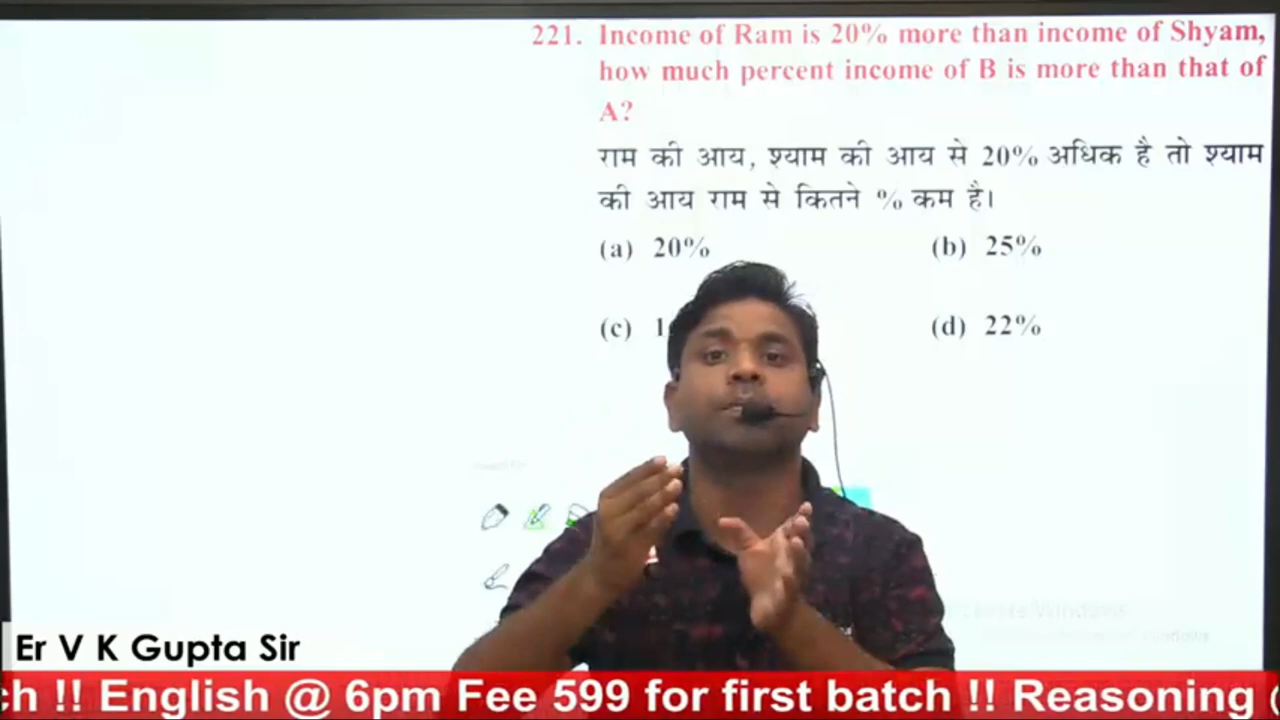 221. Income of Ram is 20% more than income of Shyam,
how much percent income of B is more than that of
A?
राम की आय, श्याम की आय से 20% अधिक है तो श्याम
की आय राम से कितने % कम है।
(a) 20%
(b) 25%
(c) 1
(d) 22%
Er V K Gupta Sir
ch !! English @ 6pm Fee 599 for first batch !! Reasoning @